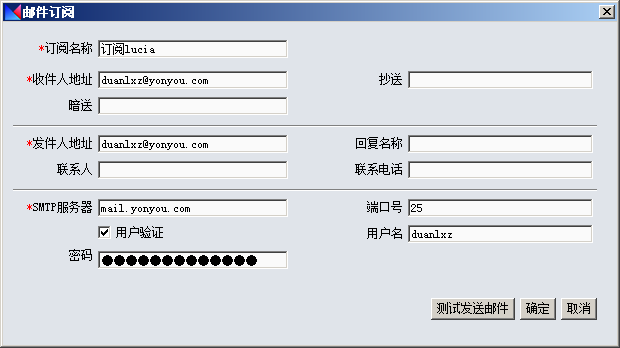 邮件订阅
*订阅名称 订阅lucia
*收件人地址 duanlxz@yonyou.com 抄送
暗送
*发件人地址 duanlxz@yonyou.com 回复名称
联系人 联系电话
*SMTP服务器 mail.yonyou.com 端口号 25
用户验证 用户名 duanlxz
密码 ●●●●●●●●●●●●●
测试发送邮件 确定 取消